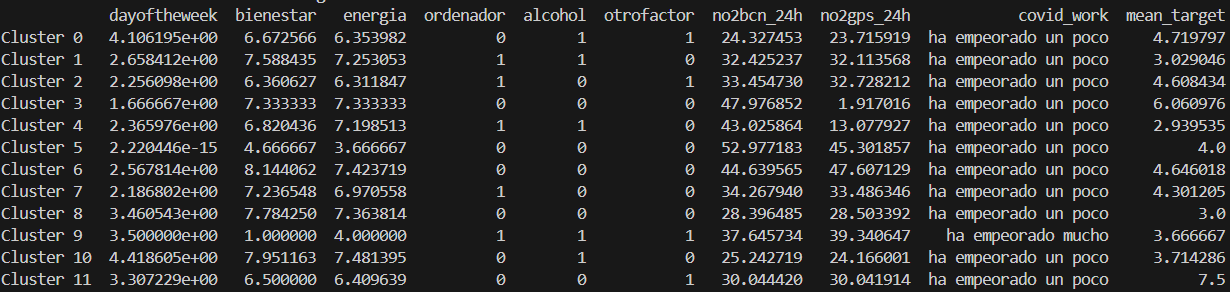 dayoftheweek bienestar energia ordenador alcohol otrofactor no2bcn_24h no2gps_24h covid_work mean_target
Cluster 0 4.106195e+00 6.672566 6.353982 0 1 1 24.327453 23.715919 ha empeorado un poco 4.719797
Cluster 1 2.658412e+00 7.588435 7.253053 1 1 0 32.425237 32.113568 ha empeorado un poco 3.029046
Cluster 2 2.256098e+00 6.360627 6.311847 1 0 1 33.454730 32.728212 ha empeorado un poco 4.608434
Cluster 3 1.666667e+00 7.333333 7.333333 0 0 0 47.976852 1.917016 ha empeorado un poco 6.060976
Cluster 4 2.365976e+00 6.820436 7.198513 1 1 0 43.025864 13.077927 ha empeorado un poco 2.939535
Cluster 5 2.220446e-15 4.666667 3.666667 0 0 0 52.977183 45.301857 ha empeorado un poco 4.0
Cluster 6 2.567814e+00 8.144062 7.423719 0 0 0 44.639565 47.607129 ha empeorado un poco 4.646018
Cluster 7 2.186802e+00 7.236548 6.970558 1 0 0 34.267940 33.486346 ha empeorado un poco 4.301205
Cluster 8 3.460543e+00 7.784250 7.363814 0 0 0 28.396485 28.503392 ha empeorado un poco 3.0
Cluster 9 3.500000e+00 1.000000 4.000000 1 1 1 37.645734 39.340647 ha empeorado mucho 3.666667
Cluster 10 4.418605e+00 7.951163 7.481395 0 1 0 25.242719 24.166001 ha empeorado un poco 3.714286
Cluster 11 3.307229e+00 6.500000 6.409639 0 0 1 30.044420 30.041914 ha empeorado un poco 7.5